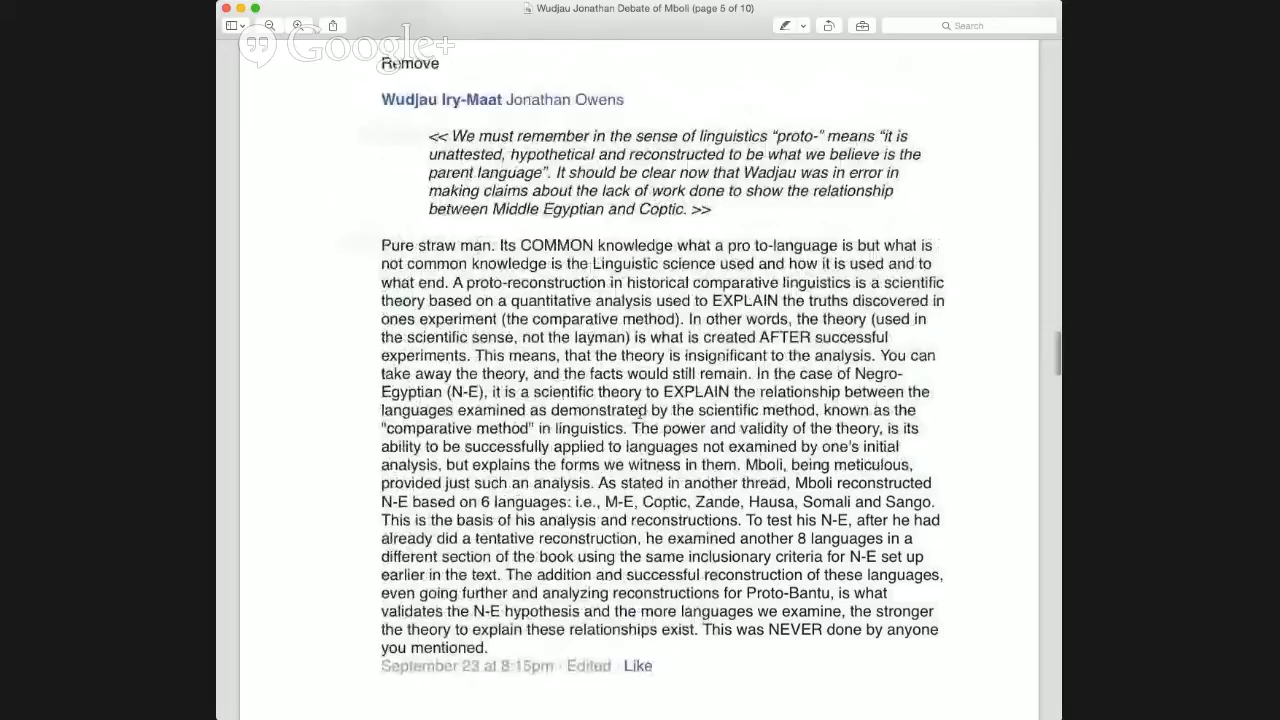 Wudjau Jonathan Debate of Mboli (page 5 of 10)
Search
Google+
Remove
Wudjau Iry-Maat Jonathan Owens
<< We must remember in the sense of linguistics “proto-” means “it is
unattested, hypothetical and reconstructed to be what we believe is the
parent language”. It should be clear now that Wadjau was in error in
making claims about the lack of work done to show the relationship
between Middle Egyptian and Coptic. >>
Pure straw man. Its COMMON knowledge what a pro to-language is but what is
not common knowledge is the Linguistic science used and how it is used and to
what end. A proto-reconstruction in historical comparative linguistics is a scientific
theory based on a quantitative analysis used to EXPLAIN the truths discovered in
ones experiment (the comparative method). In other words, the theory (used in
the scientific sense, not the layman) is what is created AFTER successful
experiments. This means, that the theory is insignificant to the analysis. You can
take away the theory, and the facts would still remain. In the case of Negro-
Egyptian (N-E), it is a scientific theory to EXPLAIN the relationship between the
languages examined as demonstrated by the scientific method, known as the
"comparative method" in linguistics. The power and validity of the theory, is its
ability to be successfully applied to languages not examined by one's initial
analysis, but explains the forms we witness in them. Mboli, being meticulous,
provided just such an analysis. As stated in another thread, Mboli reconstructed
N-E based on 6 languages: i.e., M-E, Coptic, Zande, Hausa, Somali and Sango.
This is the basis of his analysis and reconstructions. To test his N-E, after he had
already did a tentative reconstruction, he examined another 8 languages in a
different section of the book using the same inclusionary criteria for N-E set up
earlier in the text. The addition and successful reconstruction of these languages,
even going further and analyzing reconstructions for Proto-Bantu, is what
validates the N-E hypothesis and the more languages we examine, the stronger
the theory to explain these relationships exist. This was NEVER done by anyone
you mentioned.
September 23 at 8:15pm · Edited · Like